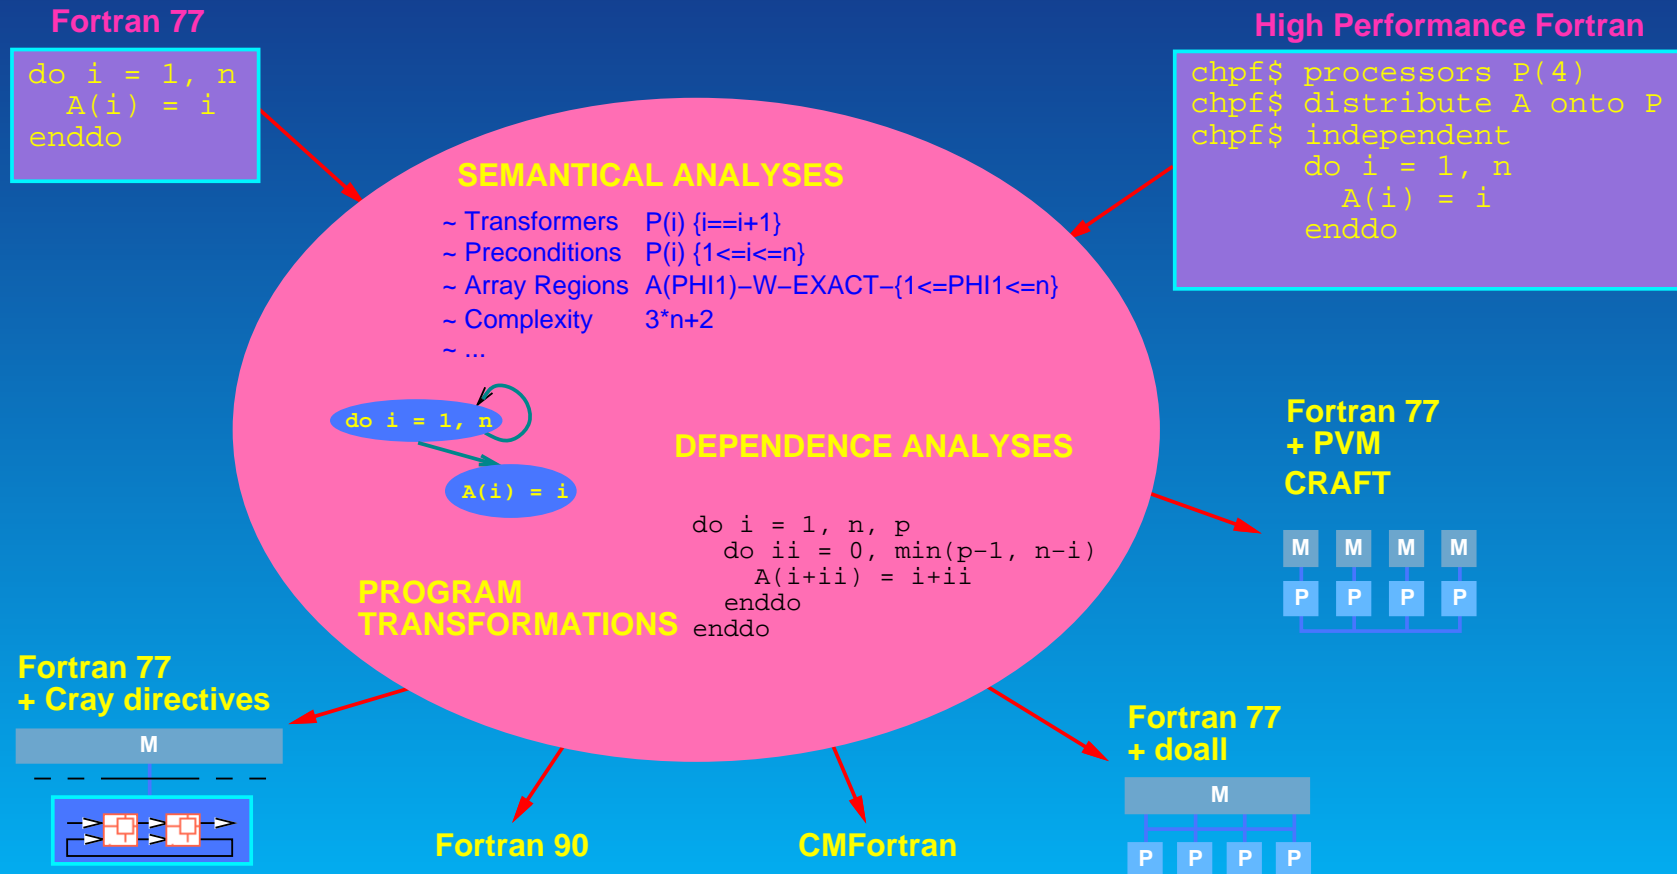 Fortran 77
do i = 1, n
A(i) = i
enddo
High Performance Fortran
chpf$ processors P(4)
chpf$ distribute A onto P
chpf$ independent
do i = 1, n
A(i) = i
enddo
SEMANTICAL ANALYSES
~ Transformers P(i) {i==i+1}
~ Preconditions P(i) {1<=i<=n}
~ Array Regions A(PHI1)−W−EXACT−{1<=PHI1<=n}
~ Complexity 3*n+2
~ ...
do i = 1, n
A(i) = i
DEPENDENCE ANALYSES
do i = 1, n, p
do ii = 0, min(p−1, n−i)
A(i+ii) = i+ii
enddo
enddo
PROGRAM
TRANSFORMATIONS
Fortran 77
+ PVM
CRAFT
M M M M
P P P P
Fortran 77
+ Cray directives
M
Fortran 90
CMFortran
Fortran 77
+ doall
M
P P P P